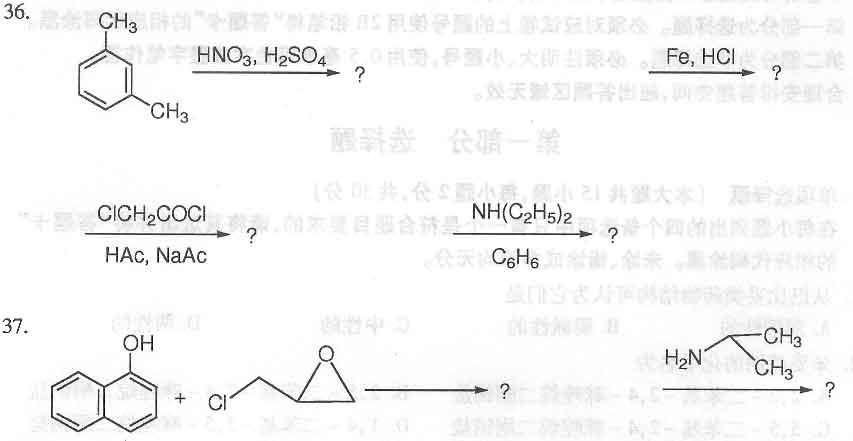 36.
CH₃
CH₃
HNO₃, H₂SO₄
?
Fe, HCl
?
ClCH₂COCl
HAc, NaAc
?
NH(C₂H₅)₂
C₆H₆
?
37.
OH
+
Cl
O
?
H₂N
CH₃
CH₃
?